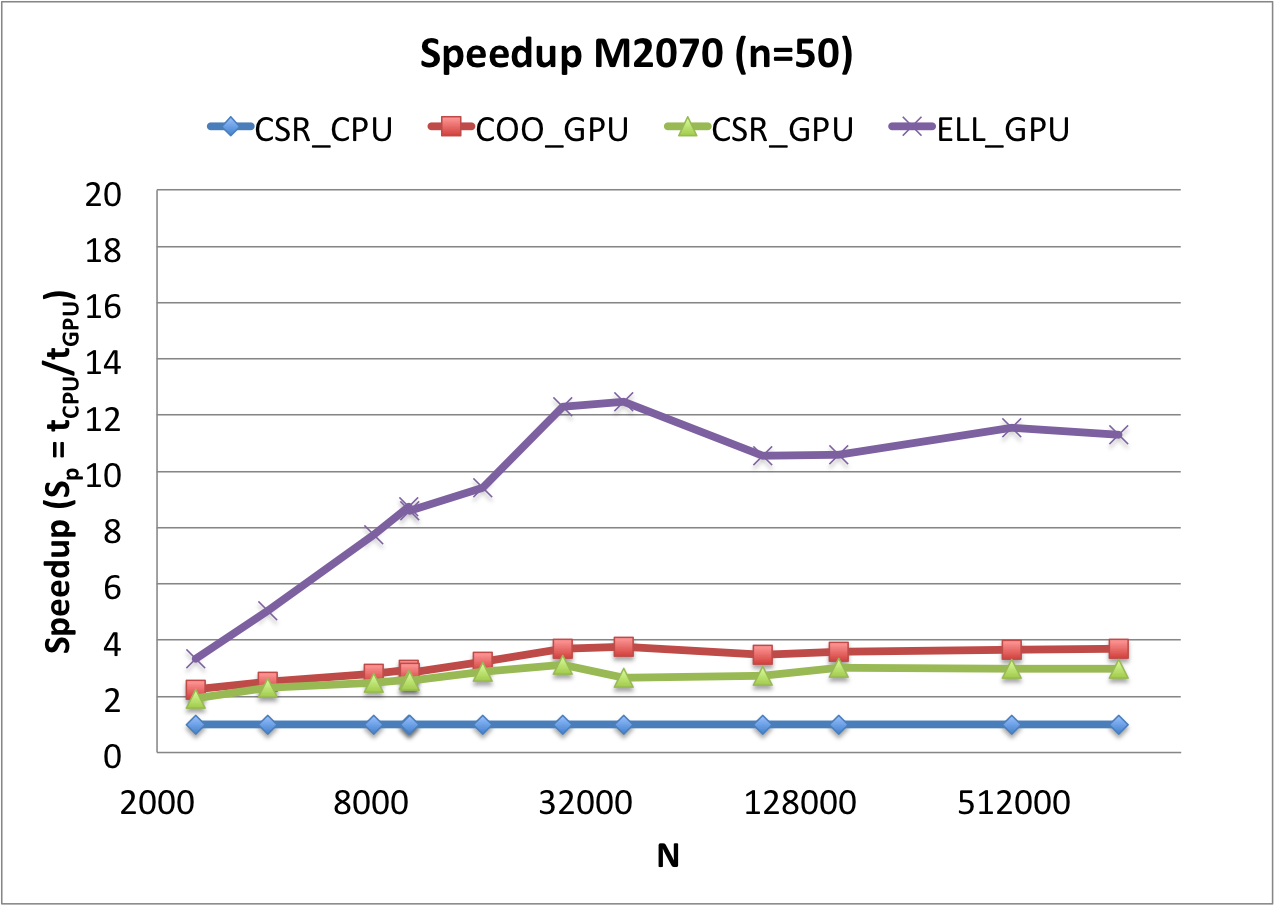 Speedup M2070 (n=50)
CSR_CPU COO_GPU CSR_GPU ELL_GPU
Speedup (Sp = tCPU/tGPU)
20
18
16
14
12
10
8
6
4
2
0
2000 8000 32000 128000 512000
N